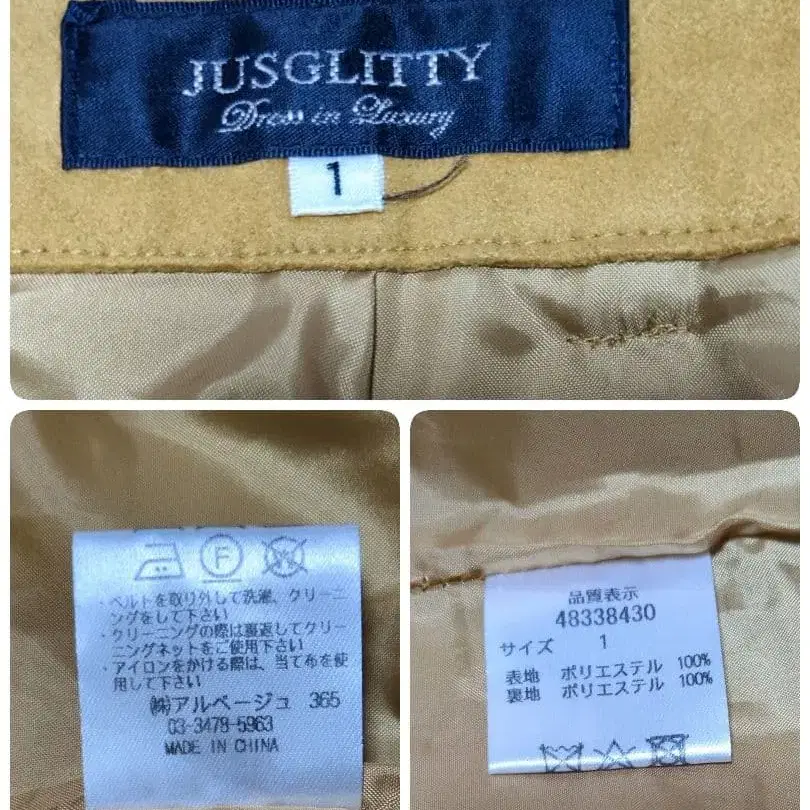 JUSGLITTY
Dress in Luxury
1
F
W
・ベルトを取り外して洗濯、クリーニ
ングをして下さい
・クリーニングの際は裏返してクリー
ニングネットをご使用下さい
・アイロンをかける際は、当て布を使
用して下さい
㈱アルページュ 365
03-3479-5963
MADE IN CHINA
品質表示
48338430
サイズ 1
表地 ポリエステル 100%
裏地 ポリエステル 100%